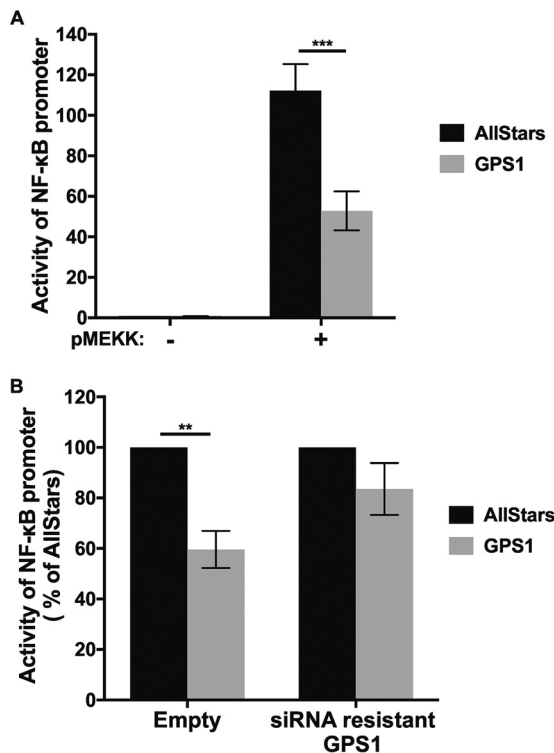 A
Activity of NF-κB promoter
140
120
100
80
60
40
20
0
***
AllStars
GPS1
pMEKK: - +
B
Activity of NF-κB promoter
( % of AllStars)
120
100
80
60
40
20
0
**
AllStars
GPS1
Empty
siRNA resistant
GPS1